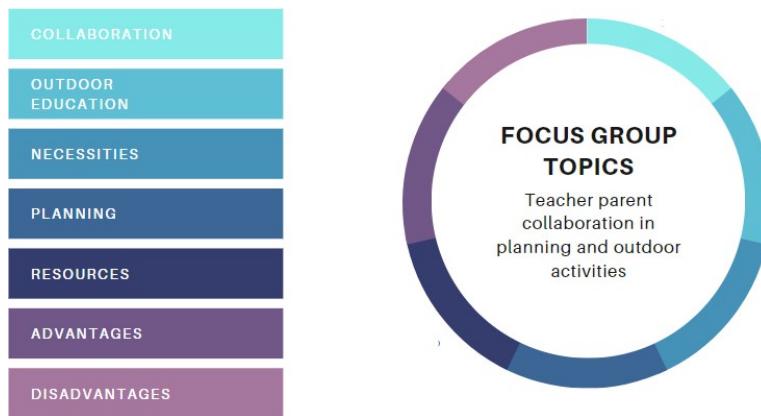 COLLABORATION
OUTDOOR
EDUCATION
NECESSITIES
PLANNING
RESOURCES
ADVANTAGES
DISADVANTAGES
FOCUS GROUP
TOPICS
Teacher parent
collaboration in
planning and outdoor
activities